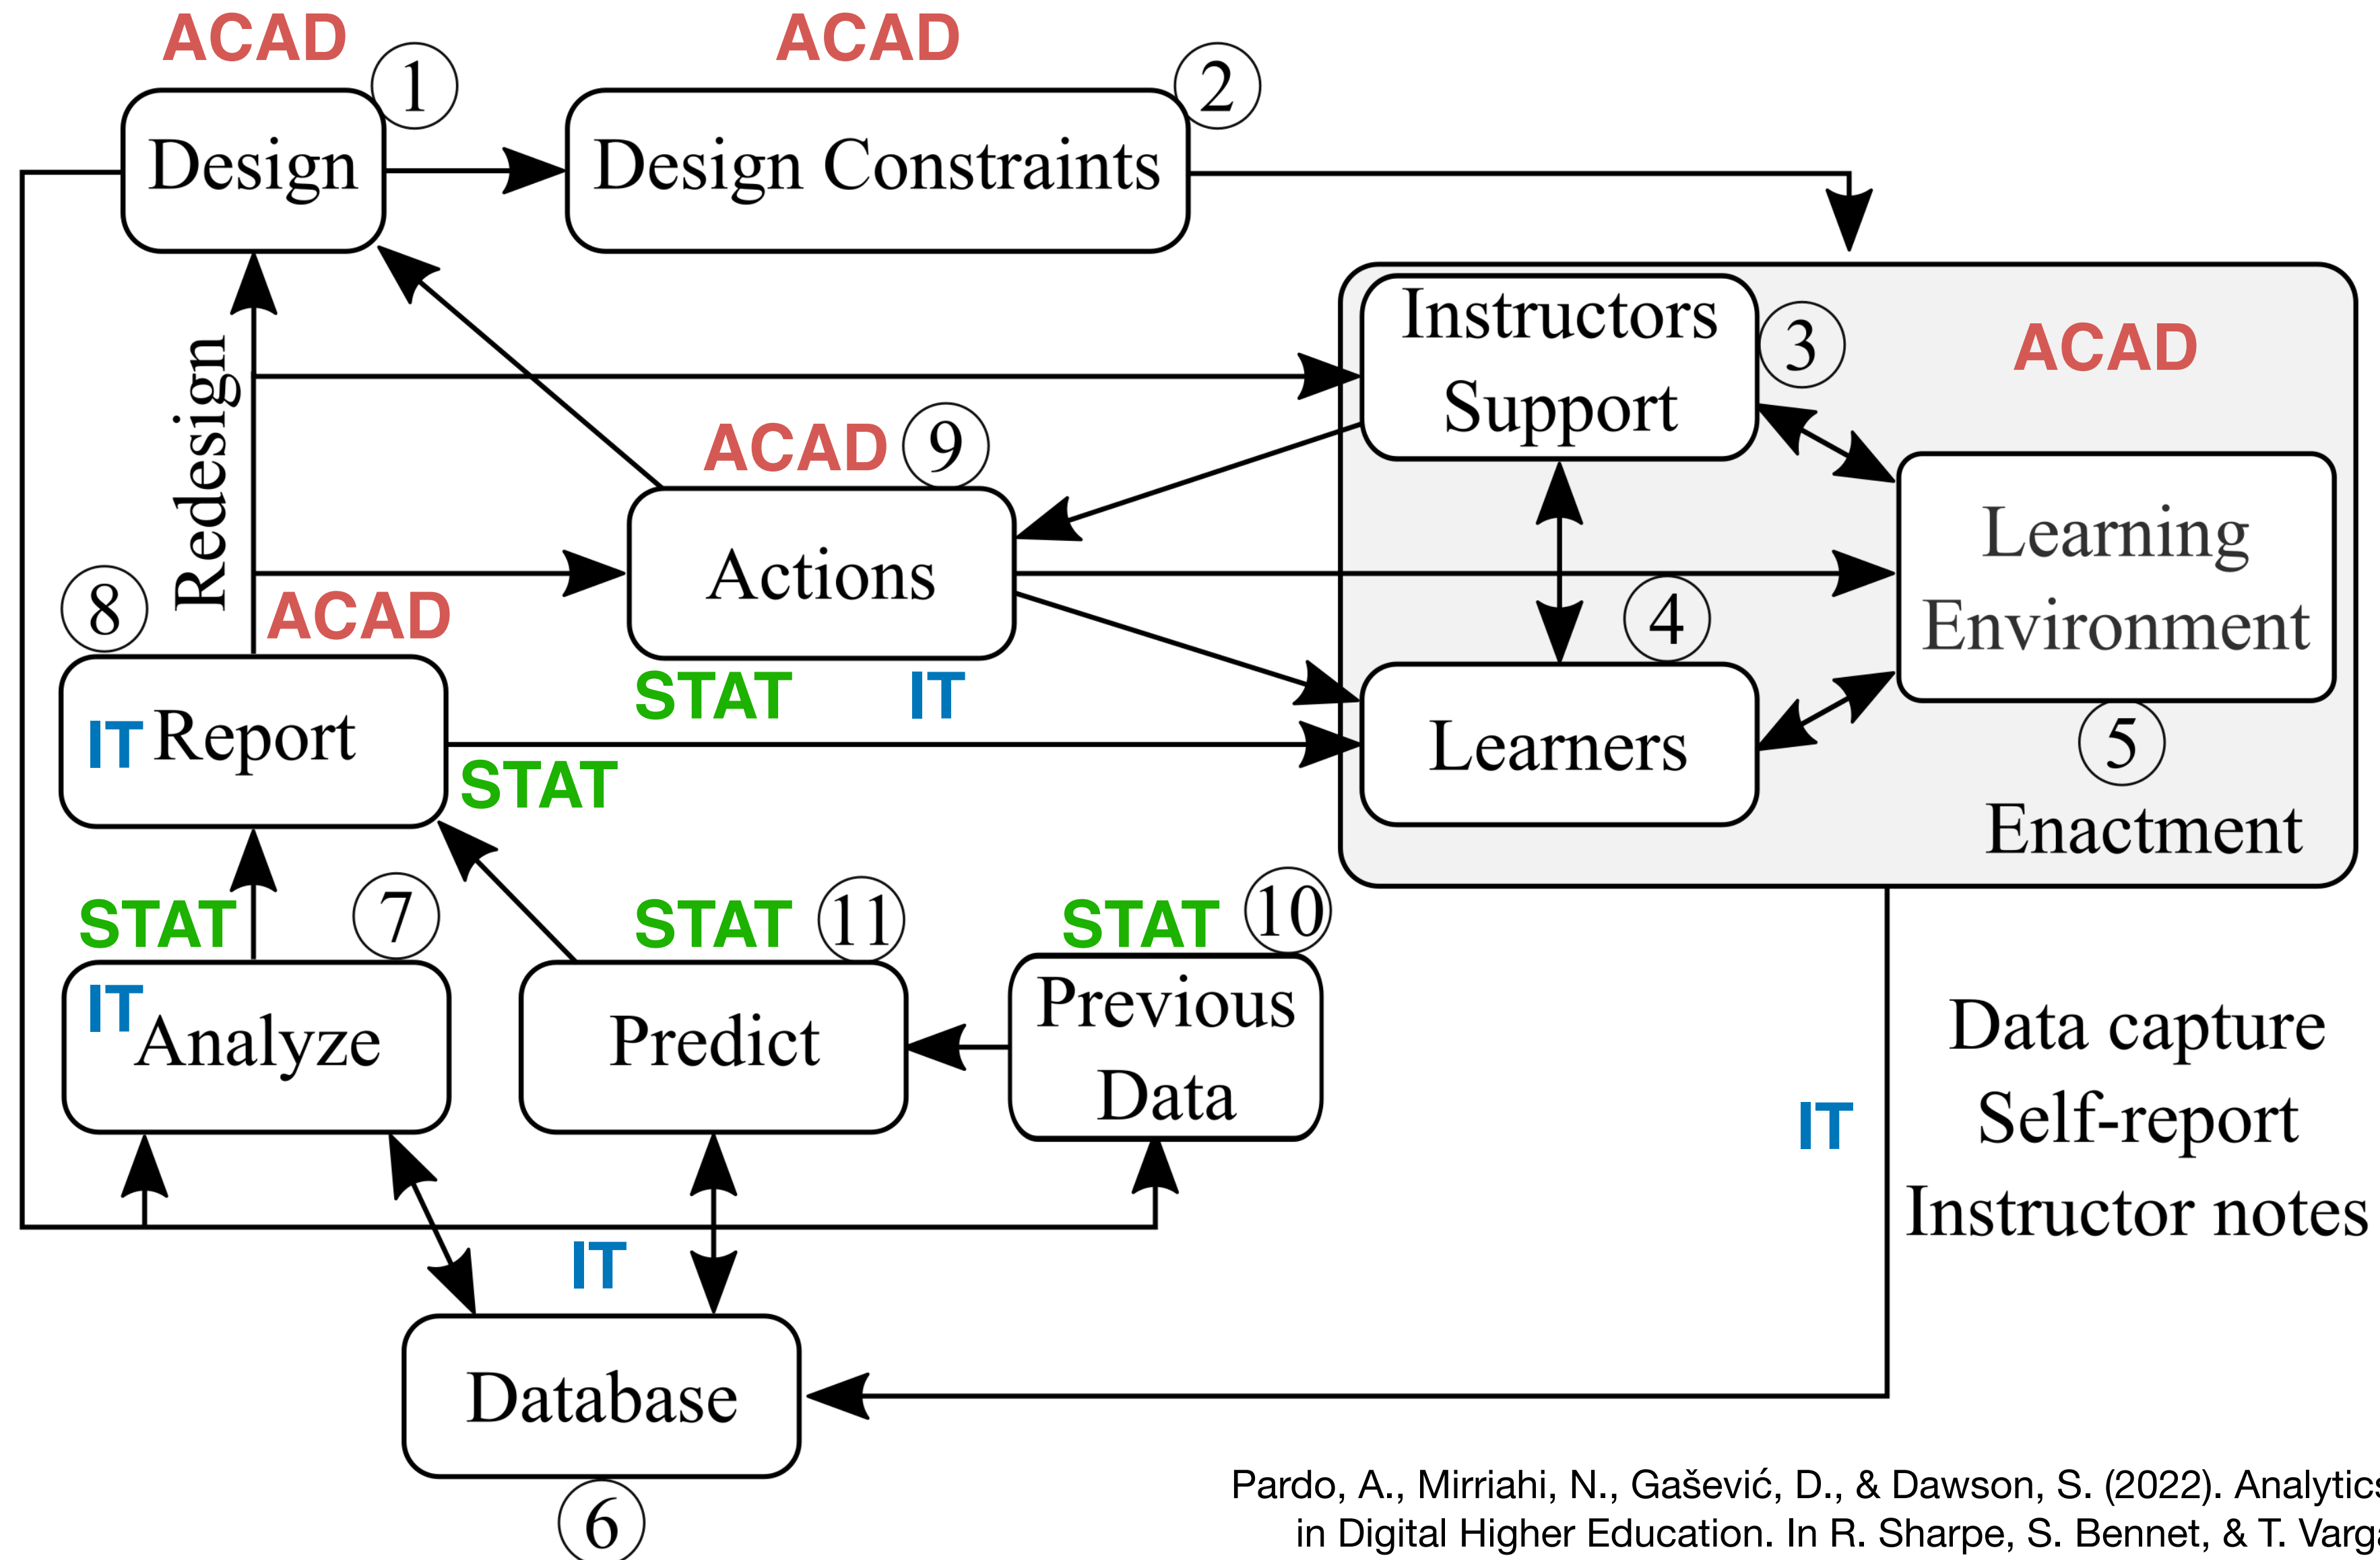 ACAD
1
Design
ACAD
2
Design Constraints
Redesign
Instructors
Support
3
ACAD
ACAD
9
Actions
STAT
IT
4
Learners
Learning
Environment
5
Enactment
8
ACAD
IT
Report
STAT
STAT
7
IT
Analyze
STAT
11
Predict
STAT
10
Previous
Data
IT
Data capture
Self-report
Instructor notes
IT
Database
6
Pardo, A., Mirriahi, N., Gašević, D., & Dawson, S. (2022). Analytics
in Digital Higher Education. In R. Sharpe, S. Bennet, & T. Varga